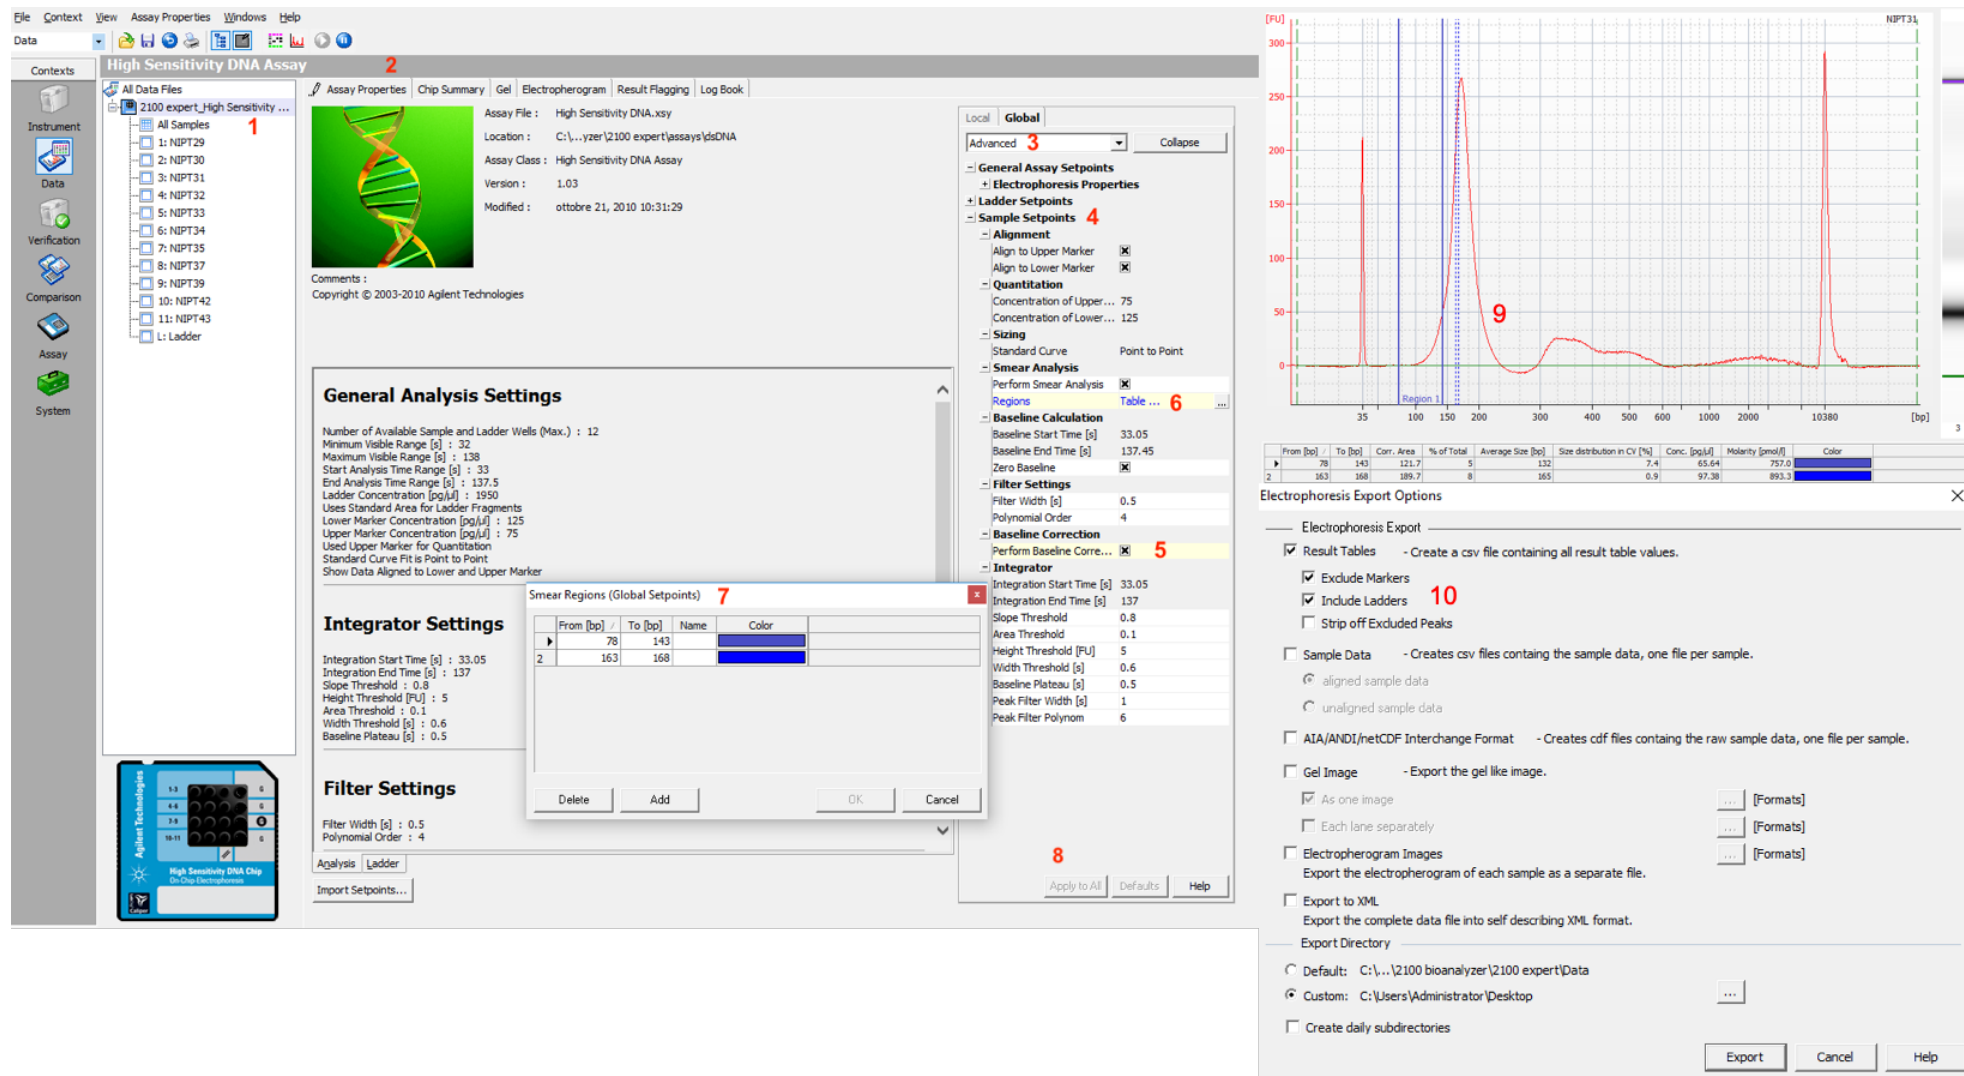 File Context View Assay Properties Windows Help
Data
High Sensitivity DNA Assay
2
Contexts
Instrument
Data
Verification
Comparison
Assay
System
All Data Files
2100 expert_High Sensitivity ...
All Samples
1
1: NIPT29
2: NIPT30
3: NIPT31
4: NIPT32
5: NIPT33
6: NIPT34
7: NIPT35
8: NIPT37
9: NIPT39
10: NIPT42
11: NIPT43
L: Ladder
Agilent Technologies
1-3 G
4-6 G
7-9 G
10-11 G
High Sensitivity DNA Chip
On-Chip-Electrophoresis
Caliper
Assay Properties Chip Summary Gel Electropherogram Result Flagging Log Book
Assay File : High Sensitivity DNA.xsy
Location : C:\...yzer\2100 expert\assays\dsDNA
Assay Class : High Sensitivity DNA Assay
Version : 1.03
Modified : ottobre 21, 2010 10:31:29
Comments :
Copyright © 2003-2010 Agilent Technologies
General Analysis Settings
Number of Available Sample and Ladder Wells (Max.) : 12
Minimum Visible Range [s] : 32
Maximum Visible Range [s] : 138
Start Analysis Time Range [s] : 33
End Analysis Time Range [s] : 137.5
Ladder Concentration [pg/µl] : 1950
Uses Standard Area for Ladder Fragments
Lower Marker Concentration [pg/µl] : 125
Upper Marker Concentration [pg/µl] : 75
Used Upper Marker for Quantitation
Standard Curve Fit is Point to Point
Show Data Aligned to Lower and Upper Marker
Integrator Settings
Integration Start Time [s] : 33.05
Integration End Time [s] : 137
Slope Threshold : 0.8
Height Threshold [FU] : 5
Area Threshold : 0.1
Width Threshold [s] : 0.6
Baseline Plateau [s] : 0.5
Filter Settings
Filter Width [s] : 0.5
Polynomial Order : 4
Analysis Ladder
Import Setpoints...
Smear Regions (Global Setpoints) 7
From [bp] To [bp] Name Color
78 143
2 163 168
Delete Add OK Cancel
Local Global
Advanced 3 Collapse
General Assay Setpoints
Electrophoresis Properties
Ladder Setpoints
Sample Setpoints 4
Alignment
Align to Upper Marker
Align to Lower Marker
Quantitation
Concentration of Upper... 75
Concentration of Lower... 125
Sizing
Standard Curve Point to Point
Smear Analysis
Perform Smear Analysis
Regions Table ... 6 ...
Baseline Calculation
Baseline Start Time [s] 33.05
Baseline End Time [s] 137.45
Zero Baseline
Filter Settings
Filter Width [s] 0.5
Polynomial Order 4
Baseline Correction
Perform Baseline Corre... 5
Integrator
Integration Start Time [s] 33.05
Integration End Time [s] 137
Slope Threshold 0.8
Area Threshold 0.1
Height Threshold [FU] 5
Width Threshold [s] 0.6
Baseline Plateau [s] 0.5
Peak Filter Width [s] 1
Peak Filter Polynom 6
8
Apply to All Defaults Help
[FU]
NIPT31
300
250
200
150
100
50
0
9
Region 1
35 100 150 200 300 400 500 600 1000 2000 10380 [bp]
3
From [bp] To [bp] Corr. Area % of Total Average Size [bp] Size distribution in CV [%] Conc. [pg/µl] Molarity [pmol/l] Color
78 143 121.7 5 132 7.4 65.64 757.0
2 163 168 189.7 8 165 0.9 97.38 893.3
Electrophoresis Export Options
Electrophoresis Export
Result Tables - Create a csv file containing all result table values.
Exclude Markers
Include Ladders 10
Strip off Excluded Peaks
Sample Data - Creates csv files containg the sample data, one file per sample.
aligned sample data
unaligned sample data
AIA/ANDI/netCDF Interchange Format - Creates cdf files containg the raw sample data, one file per sample.
Gel Image - Export the gel like image.
As one image ... [Formats]
Each lane separately ... [Formats]
Electropherogram Images ... [Formats]
Export the electropherogram of each sample as a separate file.
Export to XML
Export the complete data file into self describing XML format.
Export Directory
Default: C:\...\2100 bioanalyzer\2100 expert\Data
Custom: C:\Users\Administrator\Desktop ...
Create daily subdirectories
Export Cancel Help